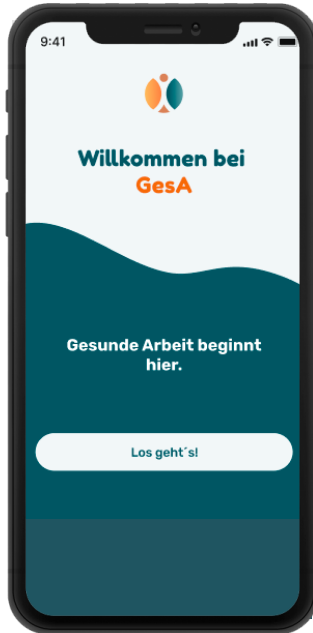 9:41
Willkommen bei
GesA
Gesunde Arbeit beginnt
hier.
Los geht´s!